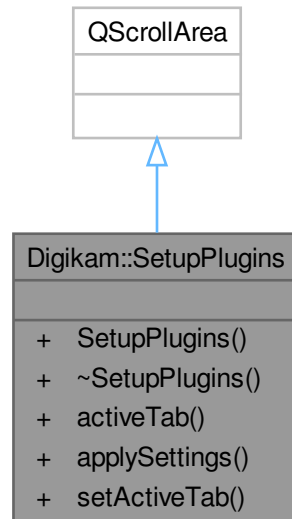 QScrollArea
Digikam::SetupPlugins
+ SetupPlugins()
+ ~SetupPlugins()
+ activeTab()
+ applySettings()
+ setActiveTab()